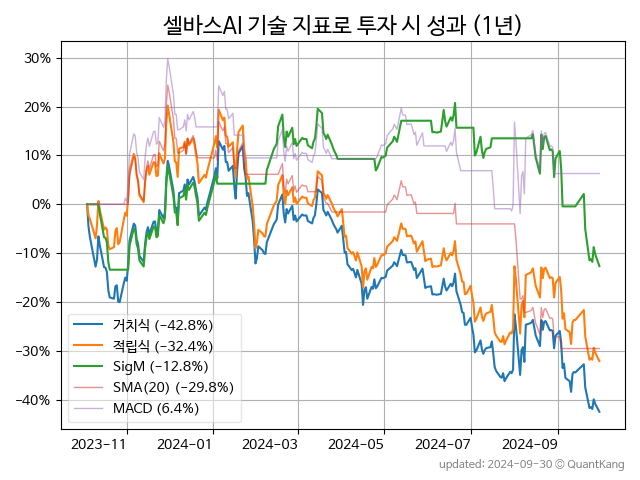 셀바스AI 기술 지표로 투자 시 성과 (1년)
30%
20%
10%
0%
−10%
−20%
−30%
−40%
거치식 (−42.8%)
적립식 (−32.4%)
SigM (−12.8%)
SMA(20) (−29.8%)
MACD (6.4%)
2023-11
2024-01
2024-03
2024-05
2024-07
2024-09
updated: 2024-09-30 © QuantKang